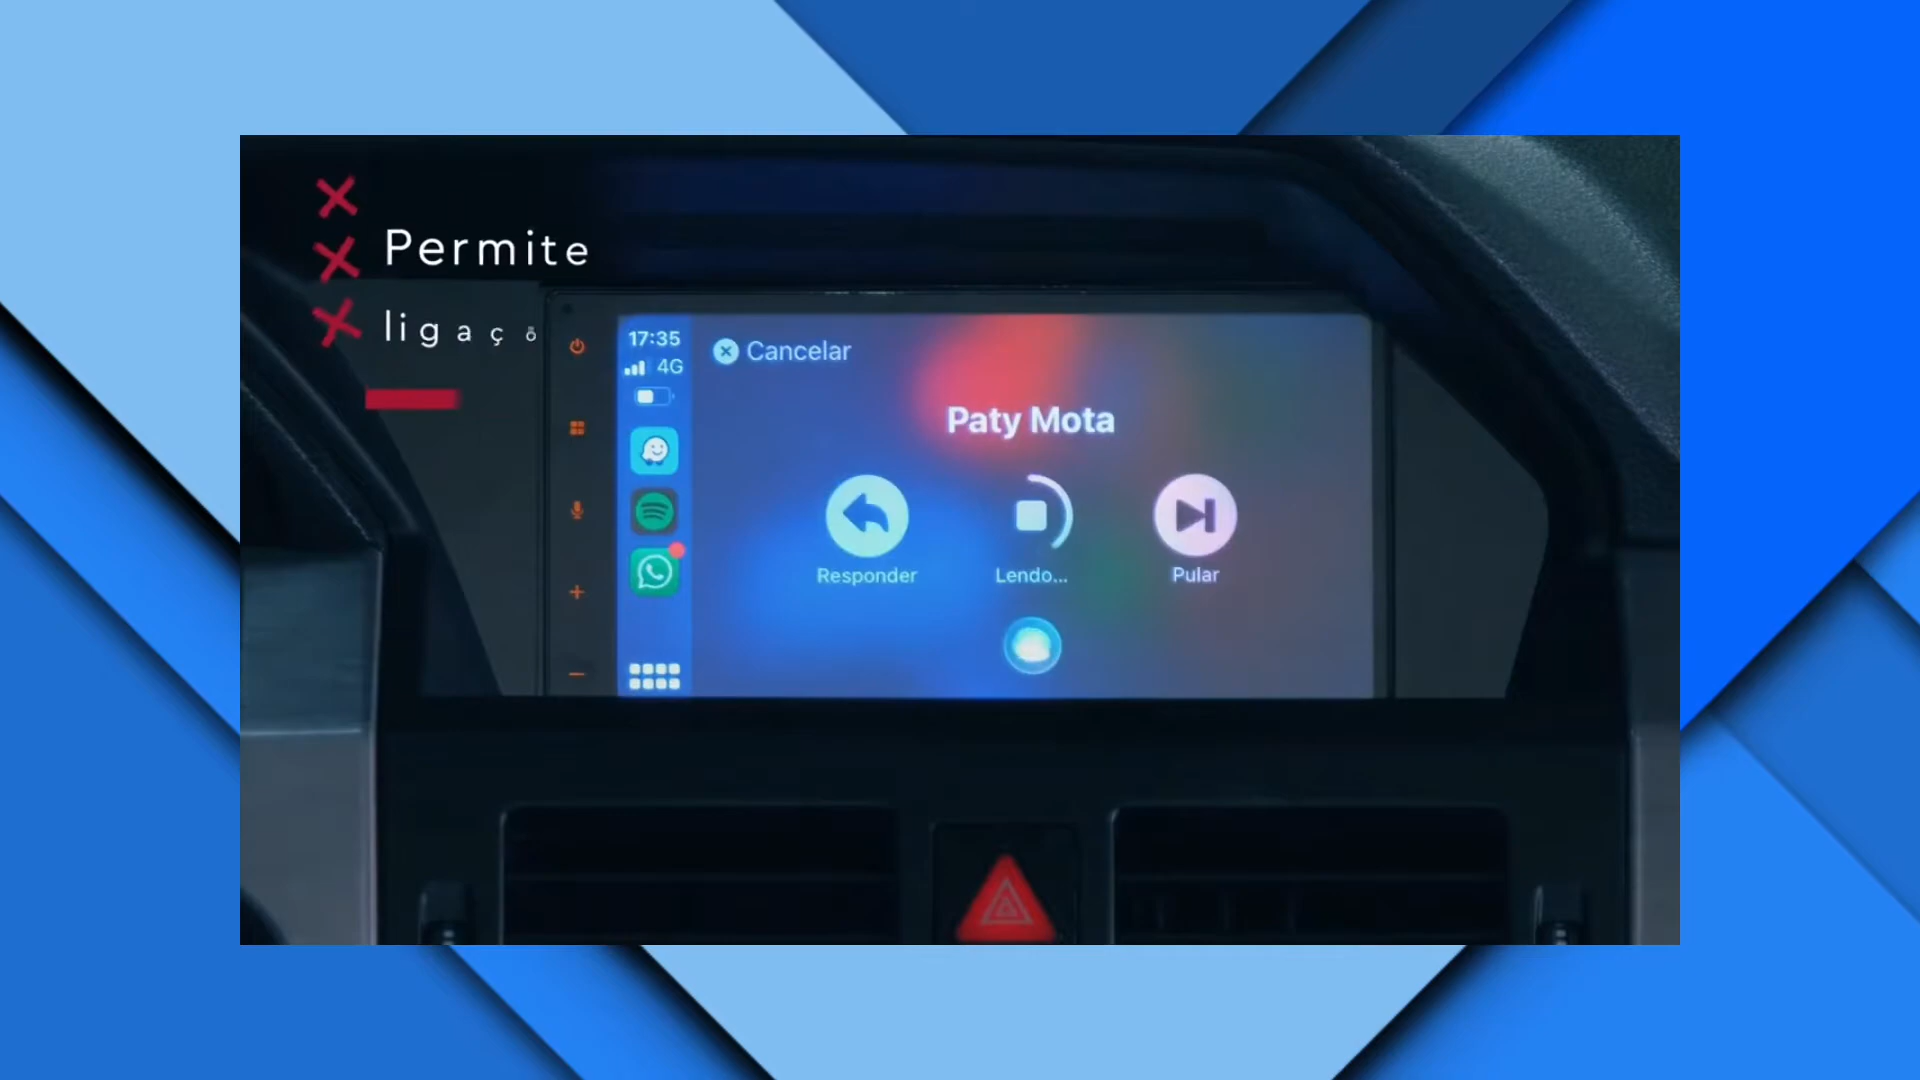 Permite
ligaçõ
17:35
4G
Cancelar
Paty Mota
Responder
Lendo...
Pular